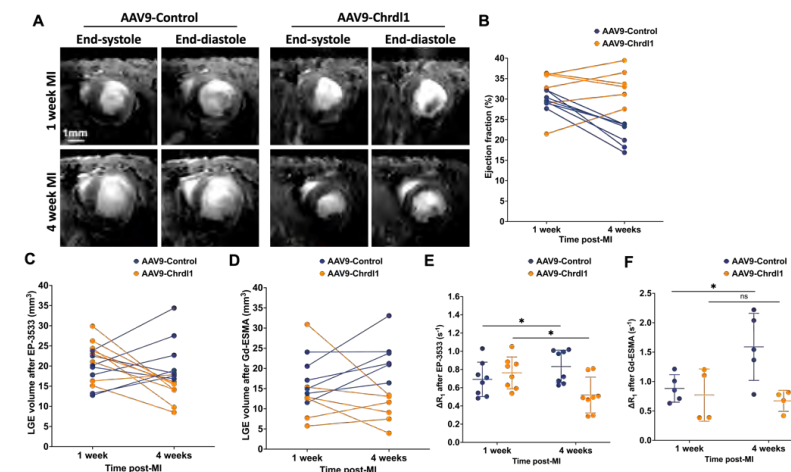 A
AAV9-Control
AAV9-Chrdl1
End-systole
End-diastole
End-systole
End-diastole
1 week MI
1mm
4 week MI
B
AAV9-Control
AAV9-Chrdl1
Ejection fraction (%)
40
35
30
25
20
15
10
5
0
1 week
4 weeks
Time post-MI
C
AAV9-Control
AAV9-Chrdl1
LGE volume after EP-3533 (mm³)
40
35
30
25
20
15
10
5
0
1 week
4 weeks
Time post-MI
D
AAV9-Control
AAV9-Chrdl1
LGE volume after Gd-ESMA (mm³)
40
35
30
25
20
15
10
5
0
1 week
4 weeks
Time post-MI
E
AAV9-Control
AAV9-Chrdl1
ΔR₁ after EP-3533 (s⁻¹)
1.6
1.4
1.2
1.0
0.8
0.6
0.4
0.2
0.0
*
*
1 week
4 weeks
Time post-MI
F
AAV9-Control
AAV9-Chrdl1
ΔR₁ after Gd-ESMA (s⁻¹)
2.5
2.0
1.5
1.0
0.5
0.0
*
ns
1 week
4 weeks
Time post-MI